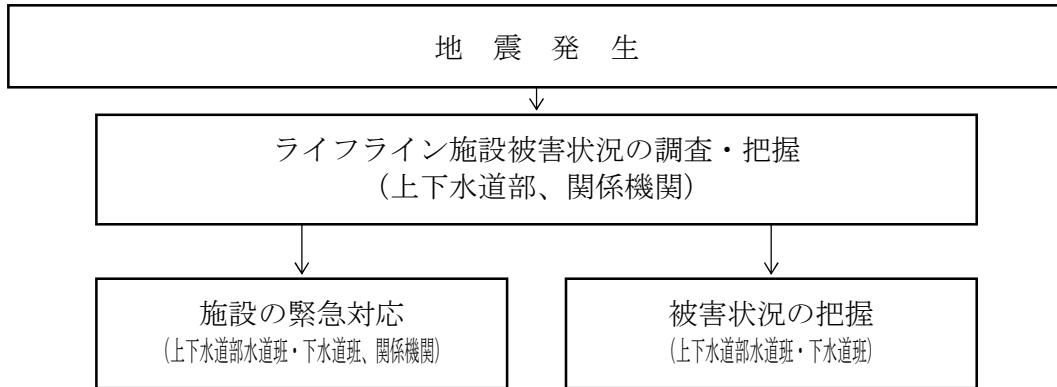 地　震　発　生
ライフライン施設被害状況の調査・把握
（上下水道部、関係機関）
施設の緊急対応
（上下水道部水道班・下水道班、関係機関）
被害状況の把握
（上下水道部水道班・下水道班）